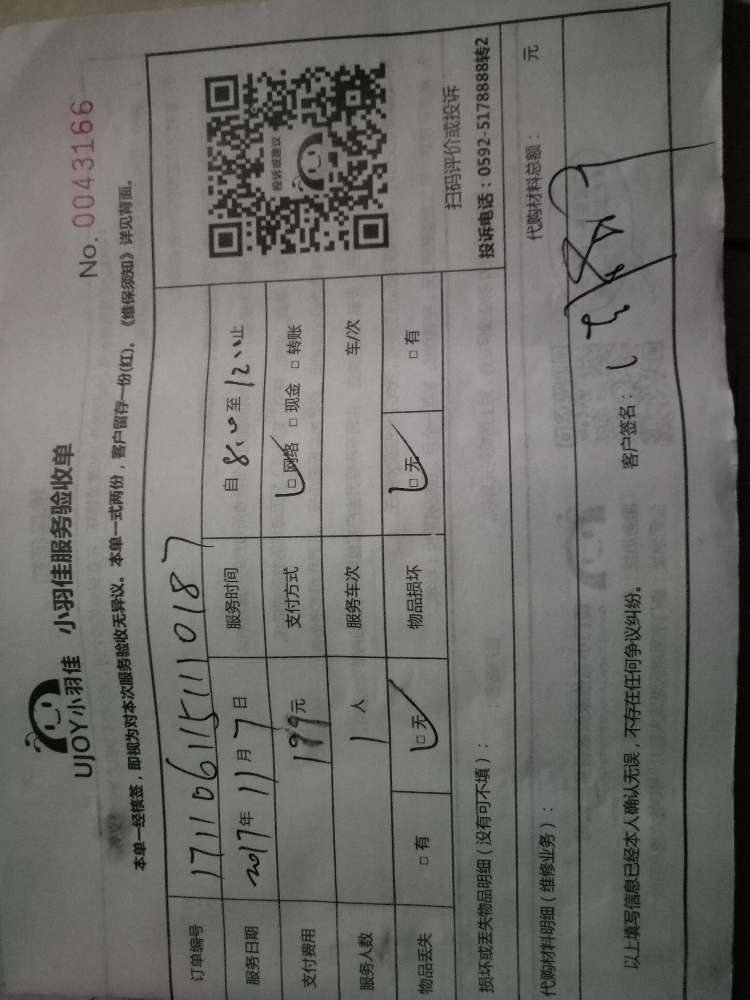 UJOY小羽佳 小羽佳服务验收单
No. 0043166
本单一经核签，即视为对本次服务验收无异议。本单一式两份，客户留存一份(红)。《维保须知》详见背面。
订单编号 17110611511110187
服务日期 2017年 11月 7日 服务时间 自 8:00 至 12:00 止
支付费用 199元 支付方式 □网络 □现金 □转账
服务人数 1 人 服务车次 车/次
物品丢失 □有 □无 物品损坏 □无 □有
投诉或建议
扫码评价或投诉
投诉电话：0592-5178888转2
损坏或丢失物品明细（没有可不填）：
代购材料明细（维修业务）： 代购材料总额： 元
以上填写信息已经本人确认无误，不存在任何争议纠纷。 客户签名：